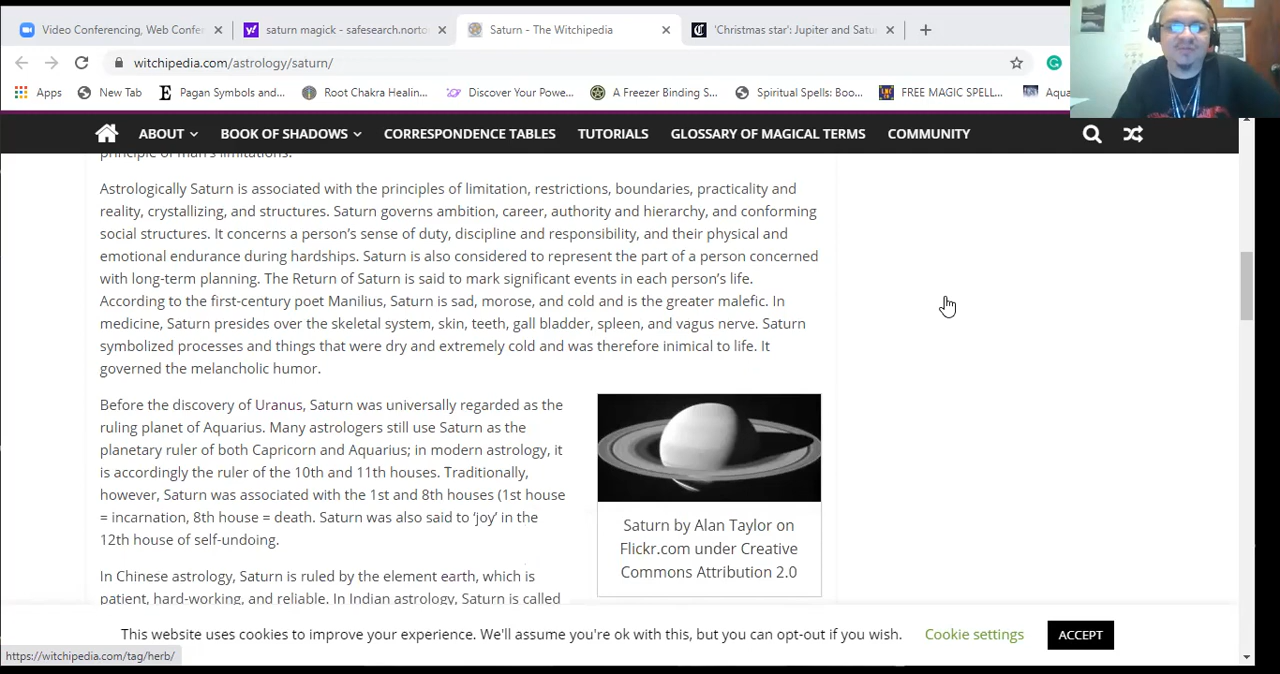 Video Conferencing, Web Confer
saturn magick - safesearch.norto
Saturn - The Witchipedia
'Christmas star': Jupiter and Satu
witchipedia.com/astrology/saturn/
Apps
New Tab
Pagan Symbols and...
Root Chakra Healin...
Discover Your Powe...
A Freezer Binding S...
Spiritual Spells: Boo...
FREE MAGIC SPELL...
Aqua
ABOUT
BOOK OF SHADOWS
CORRESPONDENCE TABLES
TUTORIALS
GLOSSARY OF MAGICAL TERMS
COMMUNITY
principle of man's limitations.
Astrologically Saturn is associated with the principles of limitation, restrictions, boundaries, practicality and
reality, crystallizing, and structures. Saturn governs ambition, career, authority and hierarchy, and conforming
social structures. It concerns a person's sense of duty, discipline and responsibility, and their physical and
emotional endurance during hardships. Saturn is also considered to represent the part of a person concerned
with long-term planning. The Return of Saturn is said to mark significant events in each person's life.
According to the first-century poet Manilius, Saturn is sad, morose, and cold and is the greater malefic. In
medicine, Saturn presides over the skeletal system, skin, teeth, gall bladder, spleen, and vagus nerve. Saturn
symbolized processes and things that were dry and extremely cold and was therefore inimical to life. It
governed the melancholic humor.
Before the discovery of Uranus, Saturn was universally regarded as the
ruling planet of Aquarius. Many astrologers still use Saturn as the
planetary ruler of both Capricorn and Aquarius; in modern astrology, it
is accordingly the ruler of the 10th and 11th houses. Traditionally,
however, Saturn was associated with the 1st and 8th houses (1st house
= incarnation, 8th house = death. Saturn was also said to 'joy' in the
12th house of self-undoing.
Saturn by Alan Taylor on
Flickr.com under Creative
Commons Attribution 2.0
In Chinese astrology, Saturn is ruled by the element earth, which is
patient, hard-working, and reliable. In Indian astrology, Saturn is called
This website uses cookies to improve your experience. We'll assume you're ok with this, but you can opt-out if you wish.
Cookie settings
ACCEPT
https://witchipedia.com/tag/herb/